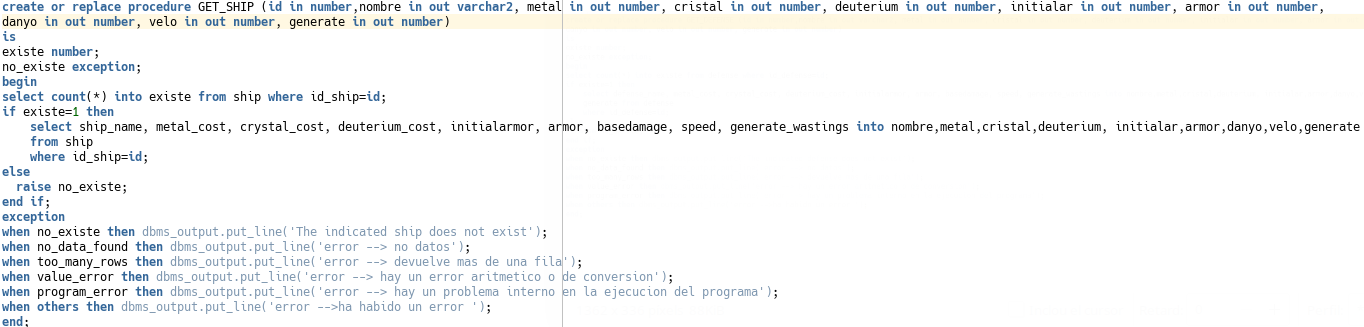 create or replace procedure GET_SHIP (id in number,nombre in out varchar2, metal in out number, cristal in out number, deuterium in out number, initialar in out number, armor in out number,
danyo in out number, velo in out number, generate in out number)
is
existe number;
no_existe exception;
begin
select count(*) into existe from ship where id_ship=id;
if existe=1 then
    select ship_name, metal_cost, crystal_cost, deuterium_cost, initialarmor, armor, basedamage, speed, generate_wastings into nombre,metal,cristal,deuterium, initialar,armor,danyo,velo,generate
    from ship
    where id_ship=id;
else
  raise no_existe;
end if;
exception
when no_existe then dbms_output.put_line('The indicated ship does not exist');
when no_data_found then dbms_output.put_line('error --> no datos');
when too_many_rows then dbms_output.put_line('error --> devuelve mas de una fila');
when value_error then dbms_output.put_line('error --> hay un error aritmetico o de conversion');
when program_error then dbms_output.put_line('error --> hay un problema interno en la ejecucion del programa');
when others then dbms_output.put_line('error -->ha habido un error ');
end;